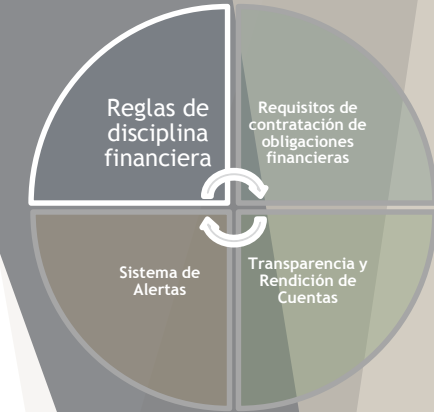 Reglas de
disciplina
financiera
Requisitos de
contratación de
obligaciones
financieras
Sistema de
Alertas
Transparencia y
Rendición de
Cuentas